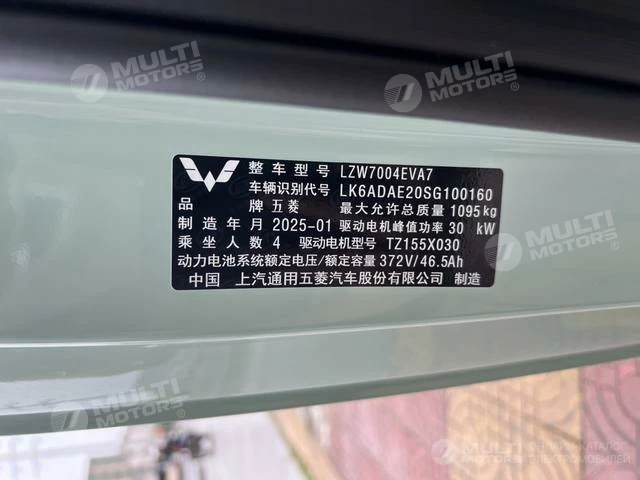 MULTI MOTORS®
MULTI MOTORS®
整车型号 LZW7004EVA7
车辆识别代号 LK6ADAE20SG100160
品 牌 五菱 最大允许总质量 1095kg
制造年月 2025-01 驱动电机峰值功率 30 kW
乘坐人数 4 驱动电机型号 TZ155X030
动力电池系统额定电压/额定容量 372V/46.5Ah
中国 上汽通用五菱汽车股份有限公司 制造
MULTI MOTORS®
MULTI MOTORS®
MULTI MOTORS®
MULTI MOTORS
ОНЛАЙН-КАТАЛОГ
ЭЛЕКТРОМОБИЛЕЙ